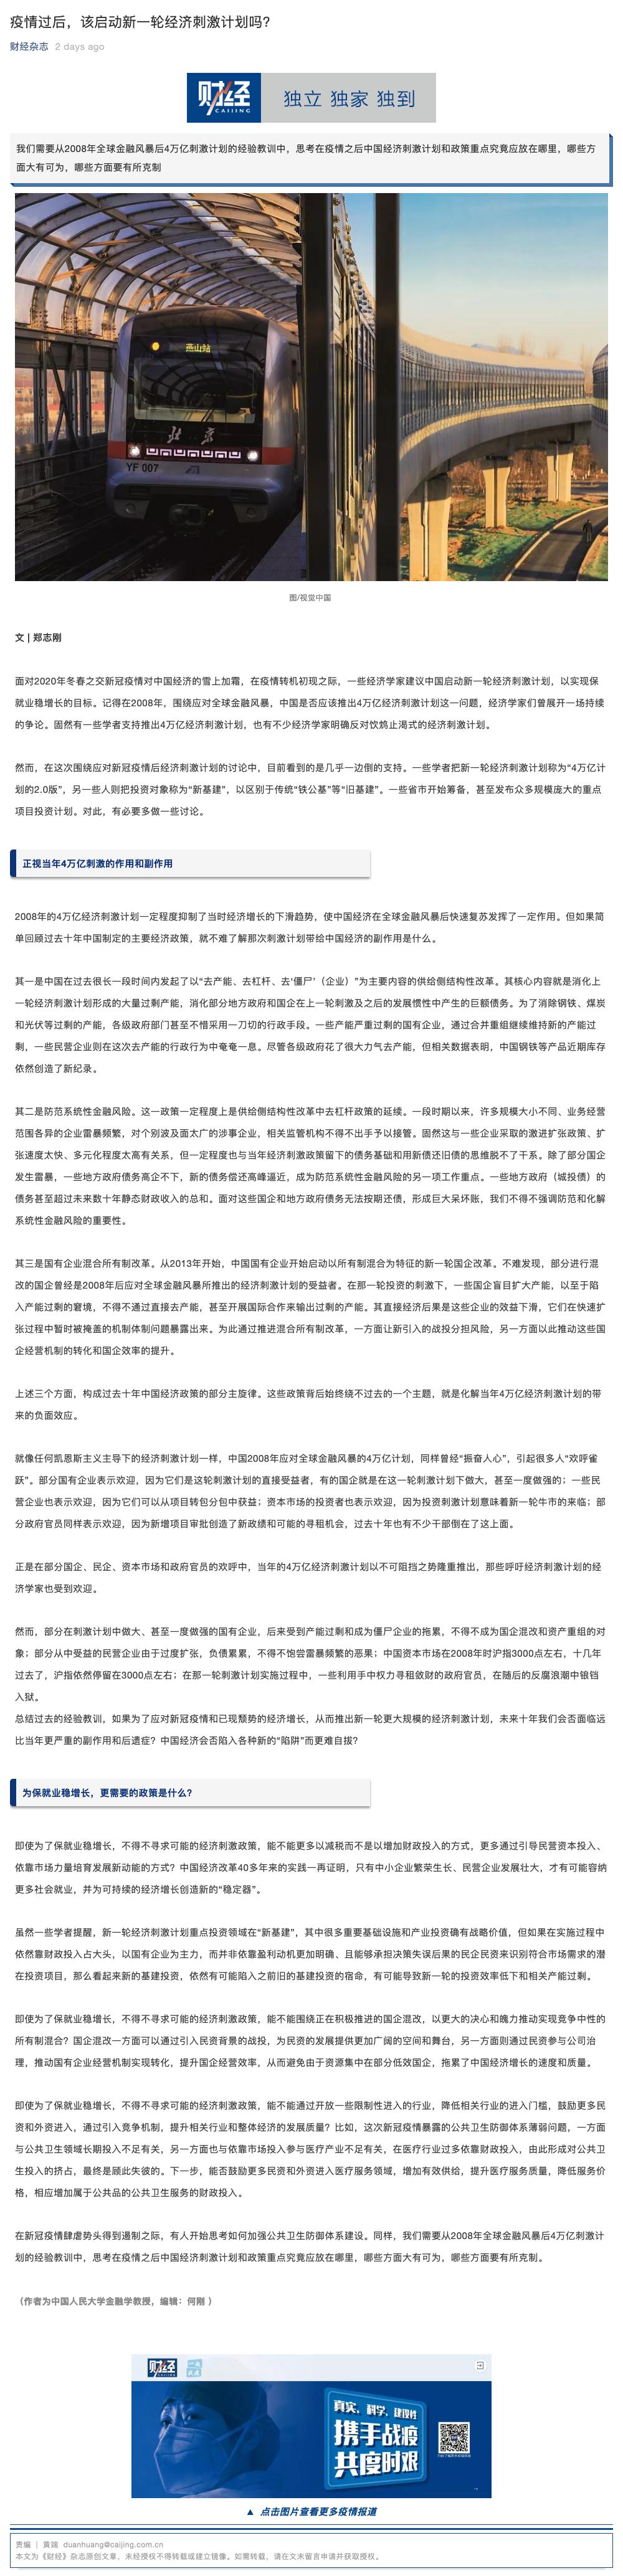 疫情过后，该启动新一轮经济刺激计划吗？
财经杂志 2 days ago
财经 CAIJING 独立 独家 独到
我们需要从2008年全球金融风暴后4万亿刺激计划的经验教训中，思考在疫情之后中国经济刺激计划和政策重点究竟应放在哪里，哪些方
面大有可为，哪些方面要有所克制
燕山站
北 京
YF 007
图/视觉中国
文 | 郑志刚
面对2020年冬春之交新冠疫情对中国经济的雪上加霜，在疫情转机初现之际，一些经济学家建议中国启动新一轮经济刺激计划，以实现保
就业稳增长的目标。记得在2008年，围绕应对全球金融风暴，中国是否应该推出4万亿经济刺激计划这一问题，经济学家们曾展开一场持续
的争论。固然有一些学者支持推出4万亿经济刺激计划，也有不少经济学家明确反对饮鸩止渴式的经济刺激计划。
然而，在这次围绕应对新冠疫情后经济刺激计划的讨论中，目前看到的是几乎一边倒的支持。一些学者把新一轮经济刺激计划称为“4万亿计
划的2.0版”，另一些人则把投资对象称为“新基建”，以区别于传统“铁公基”等“旧基建”。一些省市开始筹备，甚至发布众多规模庞大的重点
项目投资计划。对此，有必要多做一些讨论。
正视当年4万亿刺激的作用和副作用
2008年的4万亿经济刺激计划一定程度抑制了当时经济增长的下滑趋势，使中国经济在全球金融风暴后快速复苏发挥了一定作用。但如果简
单回顾过去十年中国制定的主要经济政策，就不难了解那次刺激计划带给中国经济的副作用是什么。
其一是中国在过去很长一段时间内发起了以“去产能、去杠杆、去‘僵尸’（企业）”为主要内容的供给侧结构性改革。其核心内容就是消化上
一轮经济刺激计划形成的大量过剩产能，消化部分地方政府和国企在上一轮刺激及之后的发展惯性中产生的巨额债务。为了消除钢铁、煤炭
和光伏等过剩的产能，各级政府部门甚至不惜采用一刀切的行政手段。一些产能严重过剩的国有企业，通过合并重组继续维持新的产能过
剩，一些民营企业则在这次去产能的行政行为中奄奄一息。尽管各级政府花了很大力气去产能，但相关数据表明，中国钢铁等产品近期库存
依然创造了新纪录。
其二是防范系统性金融风险。这一政策一定程度上是供给侧结构性改革中去杠杆政策的延续。一段时期以来，许多规模大小不同、业务经营
范围各异的企业雷暴频繁，对个别波及面太广的涉事企业，相关监管机构不得不出手予以接管。固然这与一些企业采取的激进扩张政策、扩
张速度太快、多元化程度太高有关系，但一定程度也与当年经济刺激政策留下的债务基础和用新债还旧债的思维脱不了干系。除了部分国企
发生雷暴，一些地方政府债务高企不下，新的债务偿还高峰逼近，成为防范系统性金融风险的另一项工作重点。一些地方政府（城投债）的
债务甚至超过未来数十年静态财政收入的总和。面对这些国企和地方政府债务无法按期还债，形成巨大呆坏账，我们不得不强调防范和化解
系统性金融风险的重要性。
其三是国有企业混合所有制改革。从2013年开始，中国国有企业开始启动以所有制混合为特征的新一轮国企改革。不难发现，部分进行混
改的国企曾经是2008年后应对全球金融风暴所推出的经济刺激计划的受益者。在那一轮投资的刺激下，一些国企盲目扩大产能，以至于陷
入产能过剩的窘境，不得不通过直接去产能，甚至开展国际合作来输出过剩的产能。其直接经济后果是这些企业的效益下滑，它们在快速扩
张过程中暂时被掩盖的机制体制问题暴露出来。为此通过推进混合所有制改革，一方面让新引入的战投分担风险，另一方面以此推动这些国
企经营机制的转化和国企效率的提升。
上述三个方面，构成过去十年中国经济政策的部分主旋律。这些政策背后始终绕不过去的一个主题，就是化解当年4万亿经济刺激计划的带
来的负面效应。
就像任何凯恩斯主义主导下的经济刺激计划一样，中国2008年应对全球金融风暴的4万亿计划，同样曾经“振奋人心”，引起很多人“欢呼雀
跃”。部分国有企业表示欢迎，因为它们是这轮刺激计划的直接受益者，有的国企就是在这一轮刺激计划下做大，甚至一度做强的；一些民
营企业也表示欢迎，因为它们可以从项目转包分包中获益；资本市场的投资者也表示欢迎，因为投资刺激计划意味着新一轮牛市的来临；部
分政府官员同样表示欢迎，因为新增项目审批创造了新政绩和可能的寻租机会，过去十年也有不少干部倒在了这上面。
正是在部分国企、民企、资本市场和政府官员的欢呼中，当年的4万亿经济刺激计划以不可阻挡之势隆重推出，那些呼吁经济刺激计划的经
济学家也受到欢迎。
然而，部分在刺激计划中做大、甚至一度做强的国有企业，后来受到产能过剩和成为僵尸企业的拖累，不得不成为国企混改和资产重组的对
象；部分从中受益的民营企业由于过度扩张，负债累累，不得不饱尝雷暴频繁的恶果；中国资本市场在2008年时沪指3000点左右，十几年
过去了，沪指依然停留在3000点左右；在那一轮刺激计划实施过程中，一些利用手中权力寻租敛财的政府官员，在随后的反腐浪潮中锒铛
入狱。
总结过去的经验教训，如果为了应对新冠疫情和已现颓势的经济增长，从而推出新一轮更大规模的经济刺激计划，未来十年我们会否面临远
比当年更严重的副作用和后遗症？中国经济会否陷入各种新的“陷阱”而更难自拔？
为保就业稳增长，更需要的政策是什么？
即使为了保就业稳增长，不得不寻求可能的经济刺激政策，能不能更多以减税而不是以增加财政投入的方式，更多通过引导民营资本投入、
依靠市场力量培育发展新动能的方式？中国经济改革40多年来的实践一再证明，只有中小企业繁荣生长、民营企业发展壮大，才有可能容纳
更多社会就业，并为可持续的经济增长创造新的“稳定器”。
虽然一些学者提醒，新一轮经济刺激计划重点投资领域在“新基建”，其中很多重要基础设施和产业投资确有战略价值，但如果在实施过程中
依然靠财政投入占大头，以国有企业为主力，而并非依靠盈利动机更加明确、且能够承担决策失误后果的民企民资来识别符合市场需求的潜
在投资项目，那么看起来新的基建投资，依然有可能陷入之前旧的基建投资的宿命，有可能导致新一轮的投资效率低下和相关产能过剩。
即使为了保就业稳增长，不得不寻求可能的经济刺激政策，能不能围绕正在积极推进的国企混改，以更大的决心和魄力推动实现竞争中性的
所有制混合？国企混改一方面可以通过引入民资背景的战投，为民资的发展提供更加广阔的空间和舞台，另一方面则通过民资参与公司治
理，推动国有企业经营机制实现转化，提升国企经营效率，从而避免由于资源集中在部分低效国企，拖累了中国经济增长的速度和质量。
即使为了保就业稳增长，不得不寻求可能的经济刺激政策，能不能通过开放一些限制性进入的行业，降低相关行业的进入门槛，鼓励更多民
资和外资进入，通过引入竞争机制，提升相关行业和整体经济的发展质量？比如，这次新冠疫情暴露的公共卫生防御体系薄弱问题，一方面
与公共卫生领域长期投入不足有关，另一方面也与依靠市场投入参与医疗产业不足有关，在医疗行业过多依靠财政投入，由此形成对公共卫
生投入的挤占，最终是顾此失彼的。下一步，能否鼓励更多民资和外资进入医疗服务领域，增加有效供给，提升医疗服务质量，降低服务价
格，相应增加属于公共品的公共卫生服务的财政投入。
在新冠疫情肆虐势头得到遏制之际，有人开始思考如何加强公共卫生防御体系建设。同样，我们需要从2008年全球金融风暴后4万亿刺激计
划的经验教训中，思考在疫情之后中国经济刺激计划和政策重点究竟应放在哪里，哪些方面大有可为，哪些方面要有所克制。
（作者为中国人民大学金融学教授，编辑：何刚 ）
财经
真实、科学、建设性
携手战疫
共度时艰
▲ 点击图片查看更多疫情报道
责编 | 黄端 duanhuang@caijing.com.cn
本文为《财经》杂志原创文章，未经授权不得转载或建立镜像。如需转载，请在文末留言申请并获取授权。